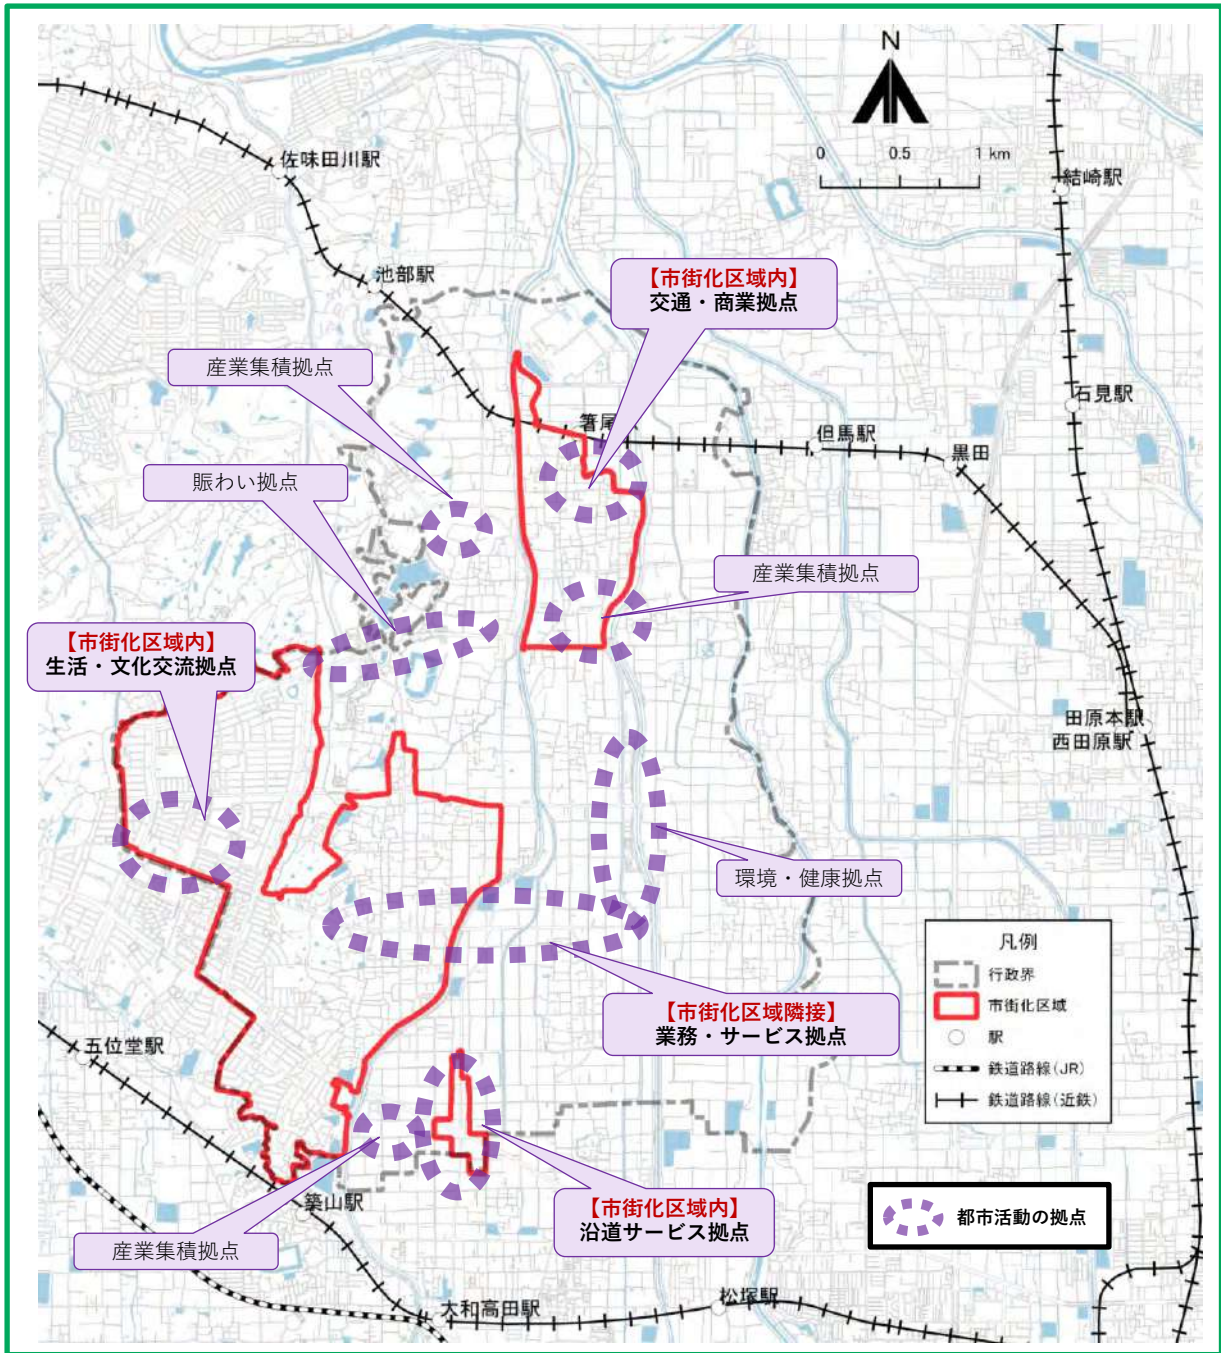 N
0 0.5 1 km
佐味田川駅
結崎駅
池部駅
【市街化区域内】
交通・商業拠点
産業集積拠点
石見駅
箸尾
但馬駅
黒田
賑わい拠点
産業集積拠点
【市街化区域内】
生活・文化交流拠点
田原本駅
西田原駅
環境・健康拠点
凡例
行政界
市街化区域
駅
鉄道路線(JR)
鉄道路線(近鉄)
【市街化区域隣接】
業務・サービス拠点
五位堂駅
築山駅
【市街化区域内】
沿道サービス拠点
都市活動の拠点
産業集積拠点
大和高田駅
松塚駅